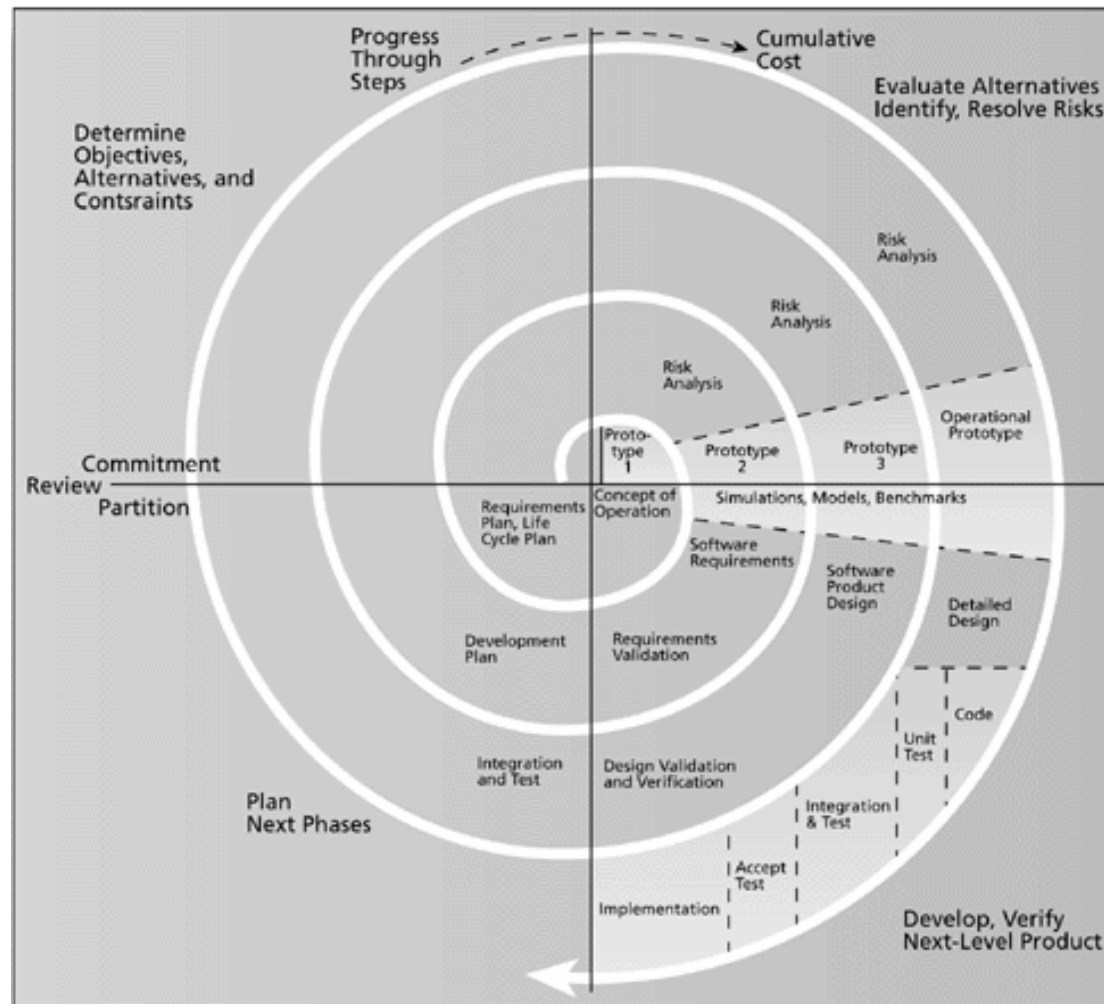 Progress
Through
Steps
Cumulative
Cost
Evaluate Alternatives
Identify, Resolve Risks
Determine
Objectives,
Alternatives, and
Contsraints
Risk
Analysis
Risk
Analysis
Risk
Analysis
Operational
Prototype
Proto-
type
1
Prototype
2
Prototype
3
Commitment
Review
Partition
Concept of
Operation
Simulations, Models, Benchmarks
Requirements
Plan, Life
Cycle Plan
Software
Requirements
Software
Product
Design
Detailed
Design
Development
Plan
Requirements
Validation
Code
Unit
Test
Integration
and Test
Design Validation
and Verification
Plan
Next Phases
Integration
& Test
Accept
Test
Implementation
Develop, Verify
Next-Level Product